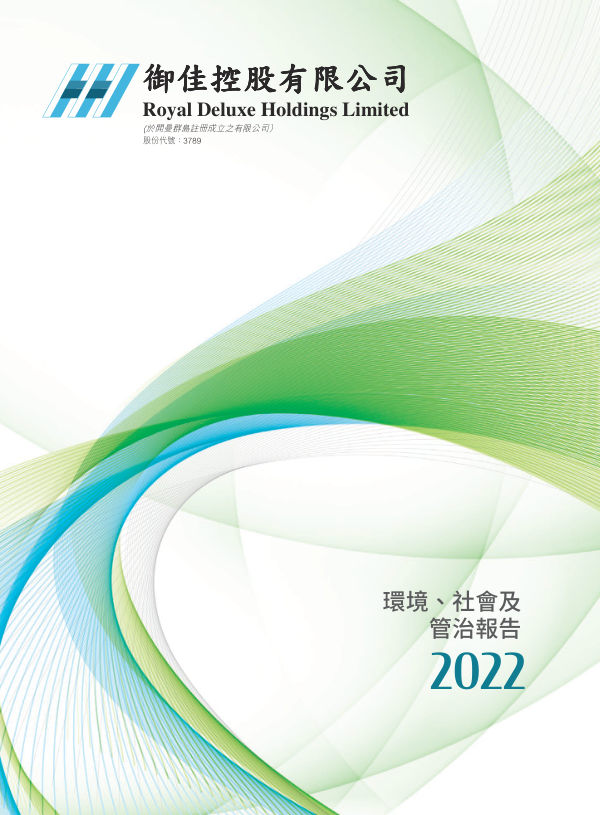 御佳控股有限公司
Royal Deluxe Holdings Limited
(於開曼群島註冊成立之有限公司)
股份代號：3789
環境、社會及
管治報告
2022